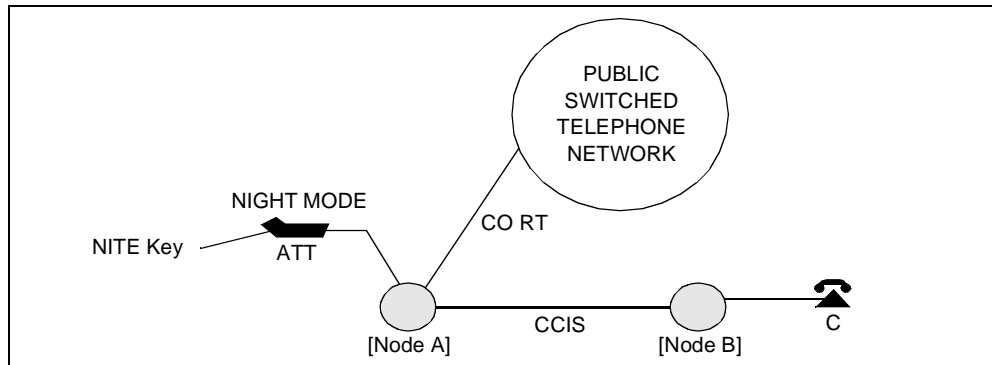 PUBLIC
SWITCHED
TELEPHONE
NETWORK
NIGHT MODE
CO RT
NITE Key
ATT
CCIS
C
[Node A]
[Node B]